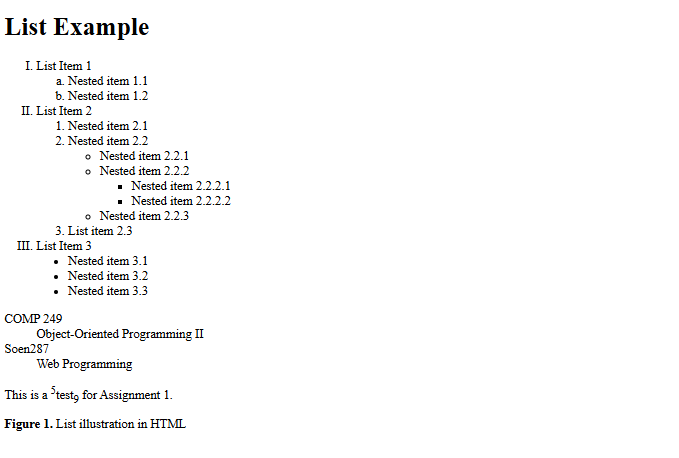 List Example
I. List Item 1
a. Nested item 1.1
b. Nested item 1.2
II. List Item 2
1. Nested item 2.1
2. Nested item 2.2
Nested item 2.2.1
Nested item 2.2.2
Nested item 2.2.2.1
Nested item 2.2.2.2
Nested item 2.2.3
3. List item 2.3
III. List Item 3
Nested item 3.1
Nested item 3.2
Nested item 3.3
COMP 249
Object-Oriented Programming II
Soen287
Web Programming
This is a ⁵test₉ for Assignment 1.
Figure 1. List illustration in HTML